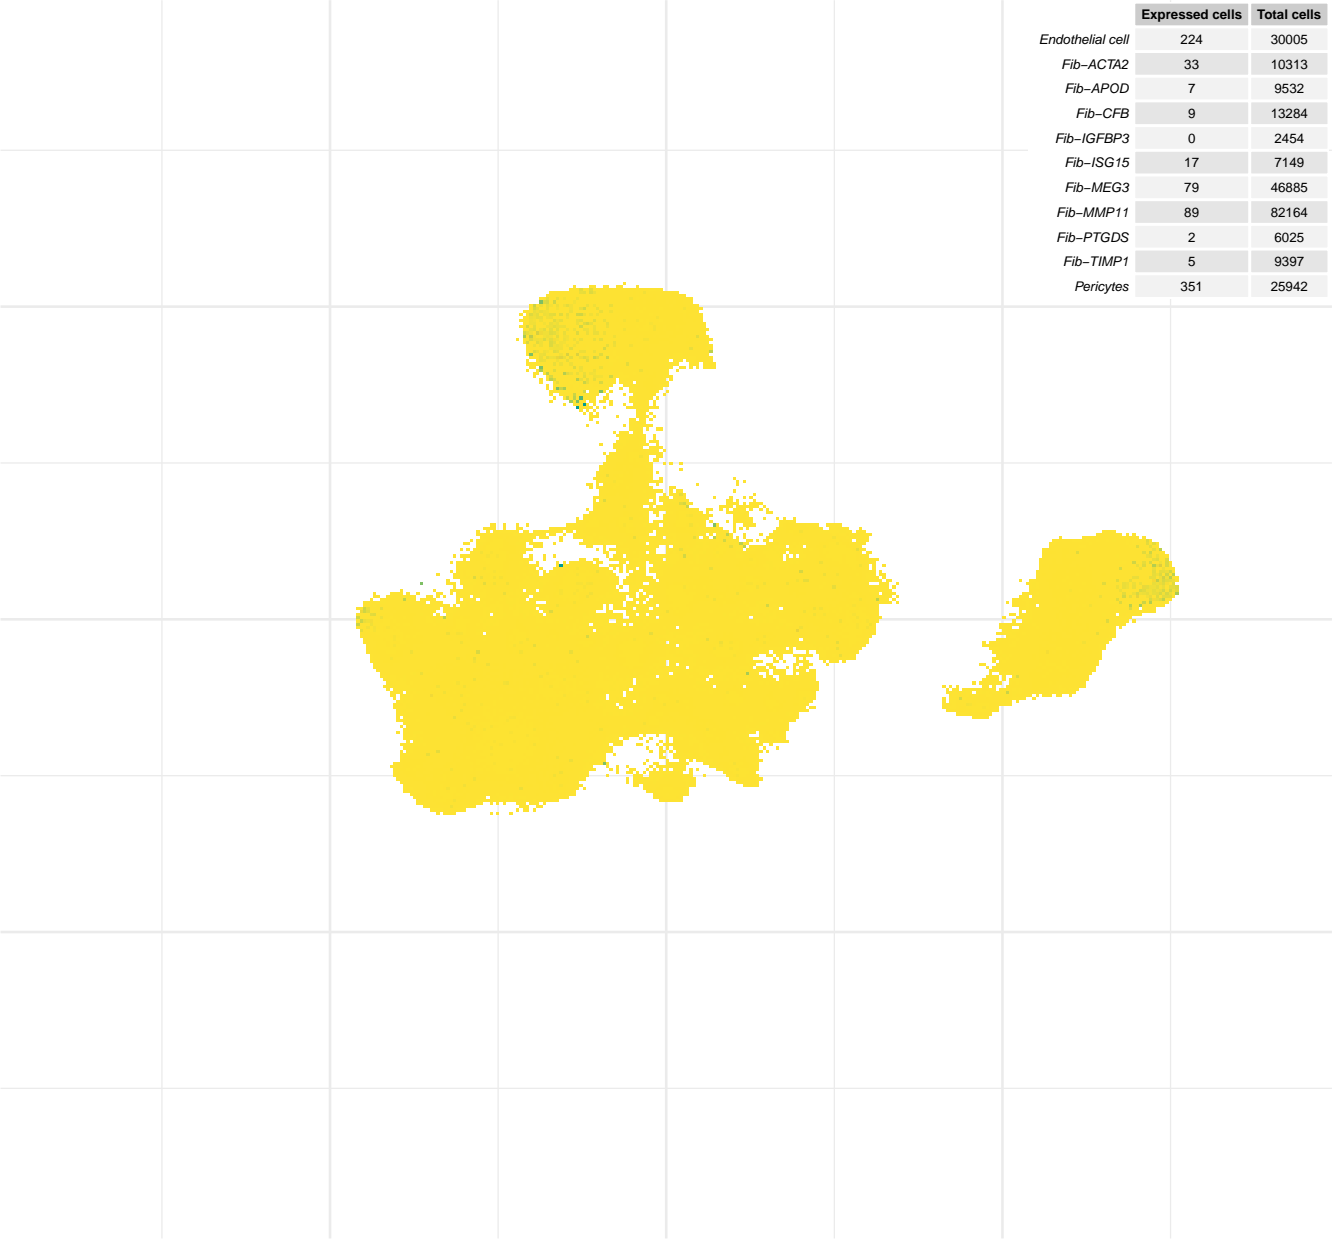 Expressed cells Total cells
Endothelial cell 224 30005
Fib−ACTA2 33 10313
Fib−APOD 7 9532
Fib−CFB 9 13284
Fib−IGFBP3 0 2454
Fib−ISG15 17 7149
Fib−MEG3 79 46885
Fib−MMP11 89 82164
Fib−PTGDS 2 6025
Fib−TIMP1 5 9397
Pericytes 351 25942